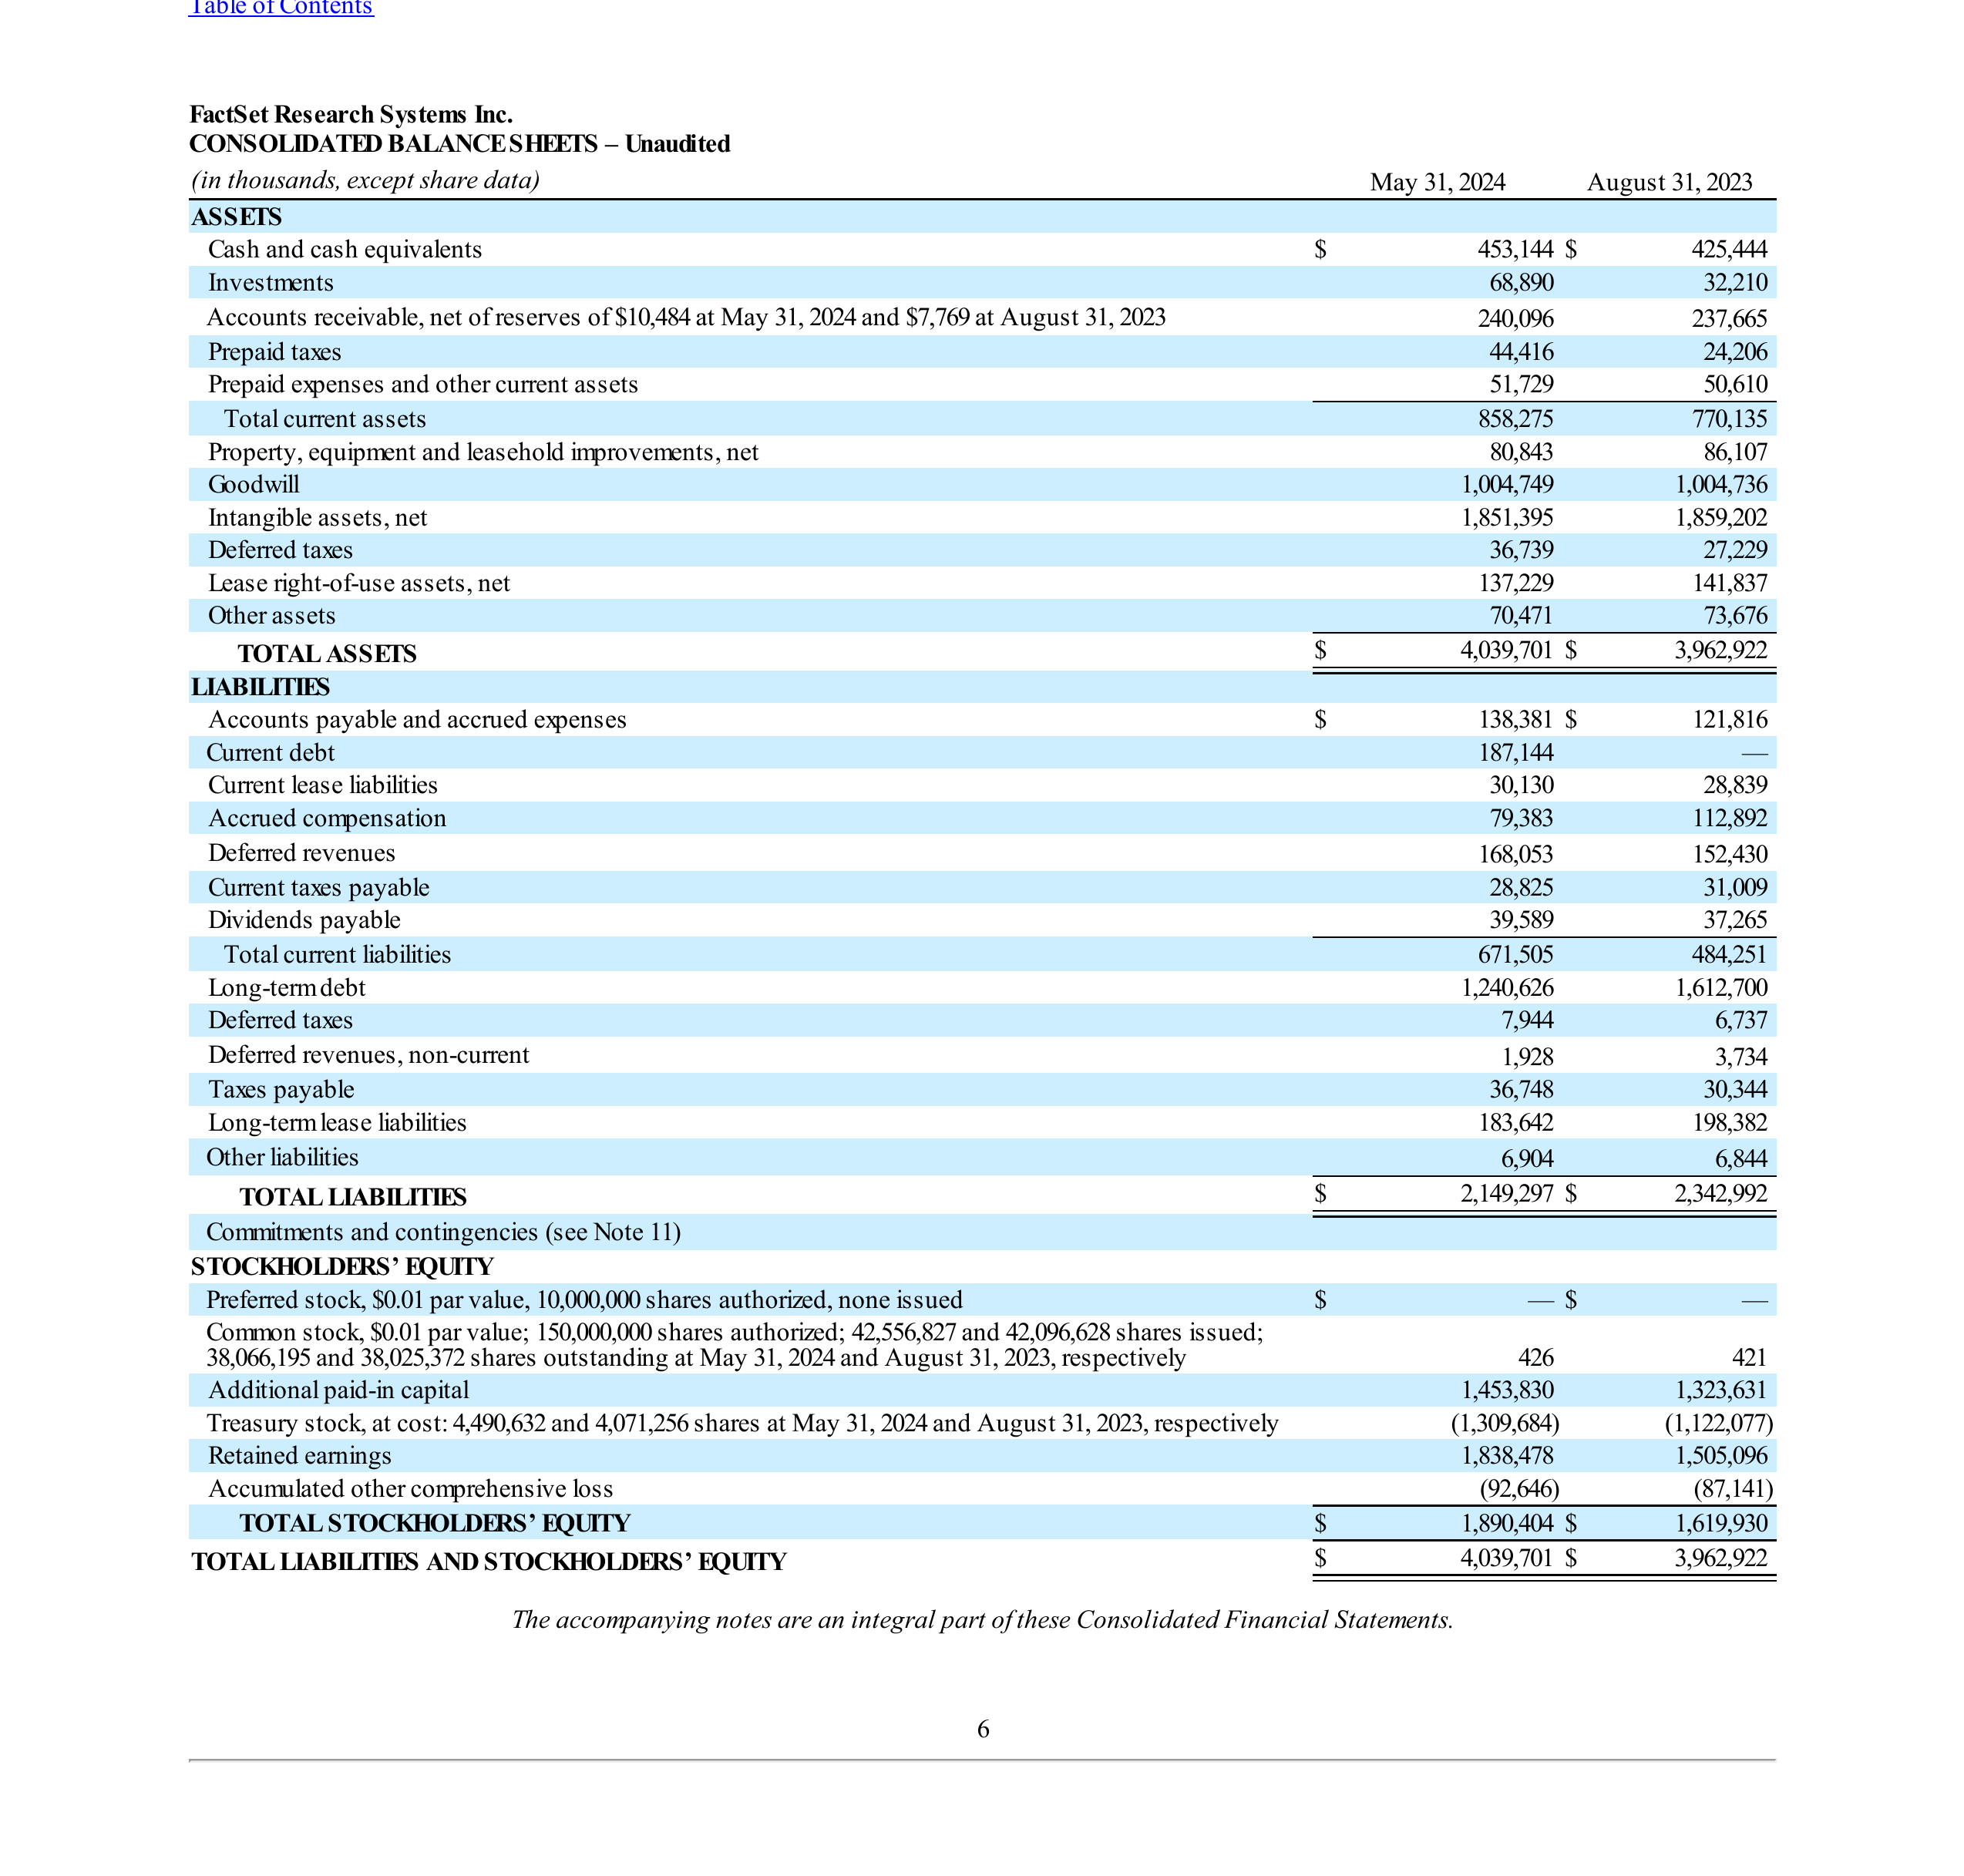 Table of Contents
FactSet Research Systems Inc.
CONSOLIDATED BALANCE SHEETS – Unaudited
(in thousands, except share data) May 31, 2024 August 31, 2023
ASSETS
Cash and cash equivalents $ 453,144 $ 425,444
Investments 68,890 32,210
Accounts receivable, net of reserves of $10,484 at May 31, 2024 and $7,769 at August 31, 2023 240,096 237,665
Prepaid taxes 44,416 24,206
Prepaid expenses and other current assets 51,729 50,610
Total current assets 858,275 770,135
Property, equipment and leasehold improvements, net 80,843 86,107
Goodwill 1,004,749 1,004,736
Intangible assets, net 1,851,395 1,859,202
Deferred taxes 36,739 27,229
Lease right-of-use assets, net 137,229 141,837
Other assets 70,471 73,676
TOTAL ASSETS $ 4,039,701 $ 3,962,922
LIABILITIES
Accounts payable and accrued expenses $ 138,381 $ 121,816
Current debt 187,144 —
Current lease liabilities 30,130 28,839
Accrued compensation 79,383 112,892
Deferred revenues 168,053 152,430
Current taxes payable 28,825 31,009
Dividends payable 39,589 37,265
Total current liabilities 671,505 484,251
Long-term debt 1,240,626 1,612,700
Deferred taxes 7,944 6,737
Deferred revenues, non-current 1,928 3,734
Taxes payable 36,748 30,344
Long-term lease liabilities 183,642 198,382
Other liabilities 6,904 6,844
TOTAL LIABILITIES $ 2,149,297 $ 2,342,992
Commitments and contingencies (see Note 11)
STOCKHOLDERS’ EQUITY
Preferred stock, $0.01 par value, 10,000,000 shares authorized, none issued $ — $ —
Common stock, $0.01 par value; 150,000,000 shares authorized; 42,556,827 and 42,096,628 shares issued;
38,066,195 and 38,025,372 shares outstanding at May 31, 2024 and August 31, 2023, respectively 426 421
Additional paid-in capital 1,453,830 1,323,631
Treasury stock, at cost: 4,490,632 and 4,071,256 shares at May 31, 2024 and August 31, 2023, respectively (1,309,684) (1,122,077)
Retained earnings 1,838,478 1,505,096
Accumulated other comprehensive loss (92,646) (87,141)
TOTAL STOCKHOLDERS’ EQUITY $ 1,890,404 $ 1,619,930
TOTAL LIABILITIES AND STOCKHOLDERS’ EQUITY $ 4,039,701 $ 3,962,922
The accompanying notes are an integral part of these Consolidated Financial Statements.
6